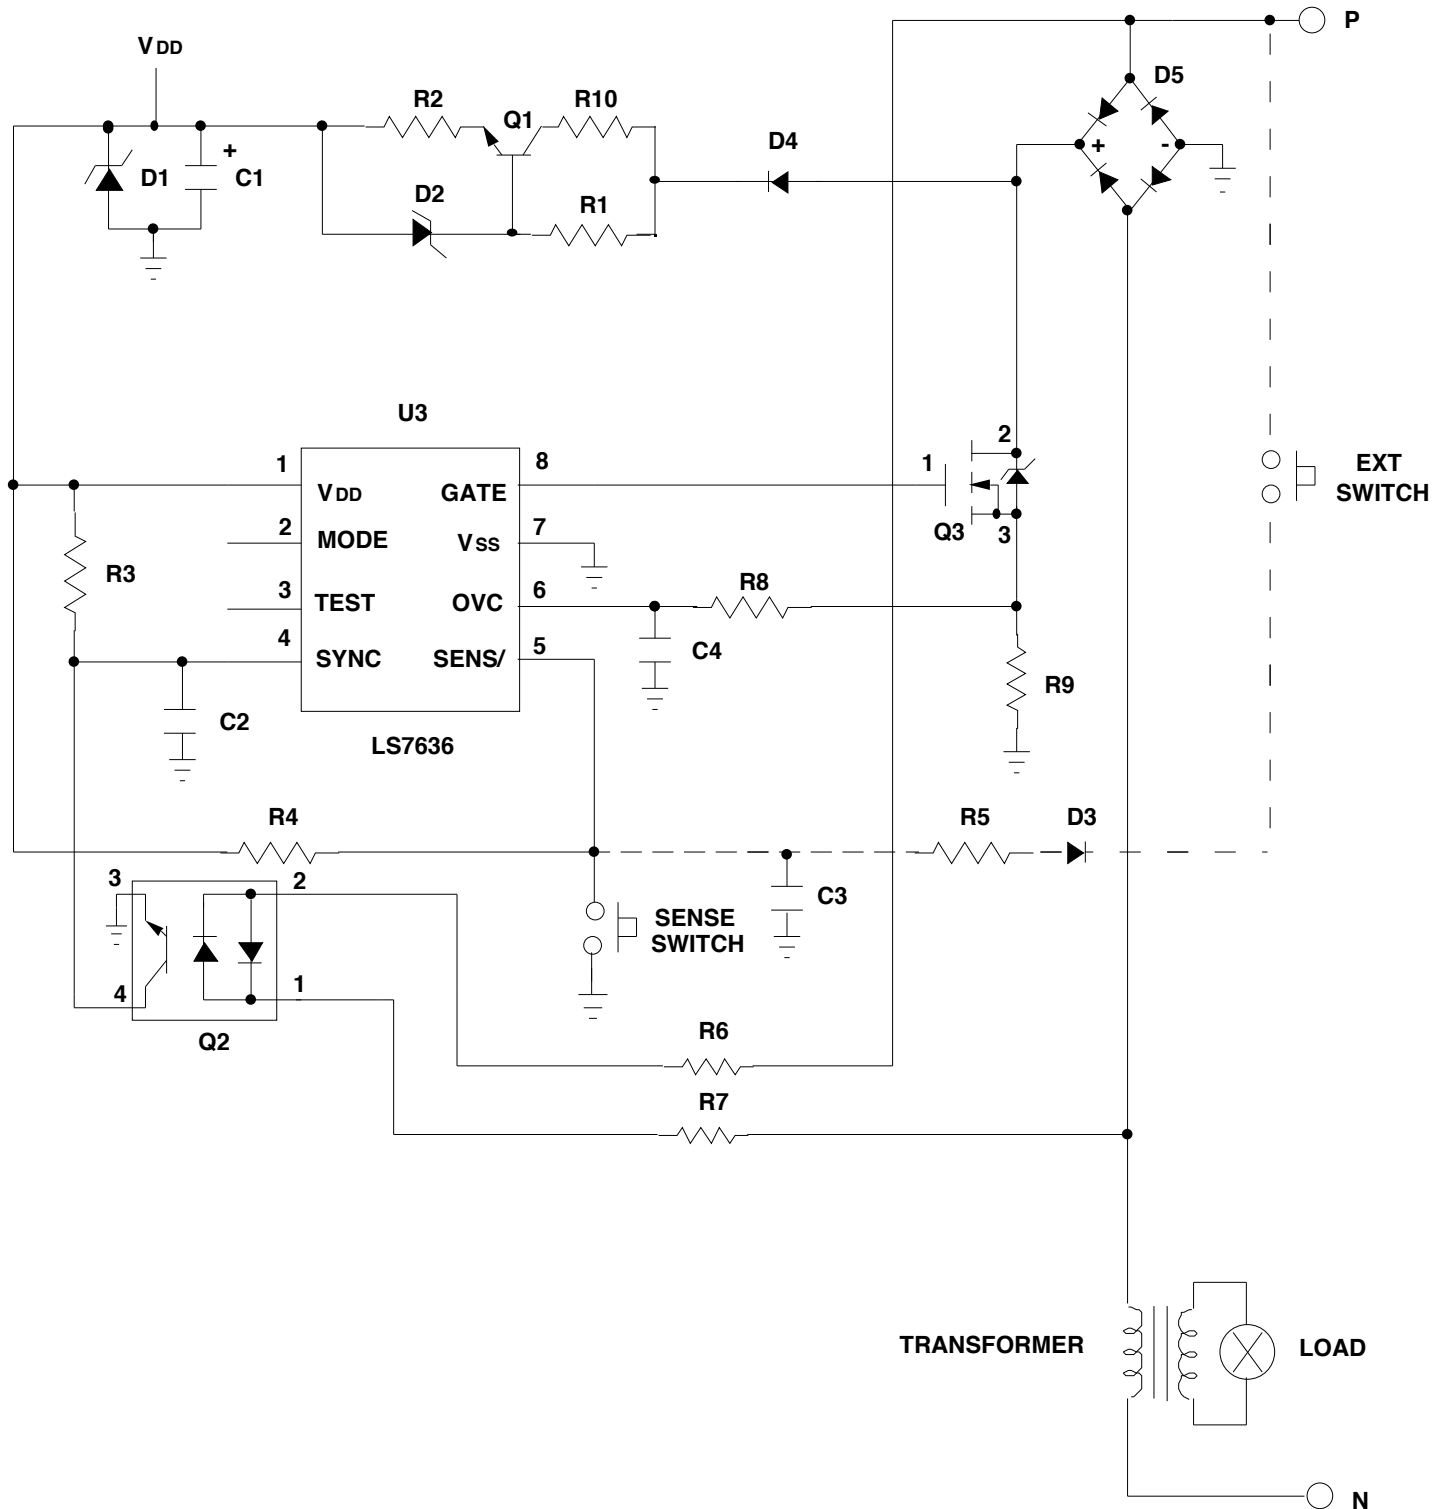 P
VDD
D5
R2
R10
Q1
+
D4
+
-
D1
C1
D2
R1
U3
2
1
8
1
EXT
SWITCH
VDD
GATE
2
7
Q3
3
MODE
VSS
R3
3
6
R8
TEST
OVC
4
5
SYNC
SENS/
C4
R9
C2
LS7636
R4
R5
D3
3
2
C3
SENSE
SWITCH
4
1
Q2
R6
R7
TRANSFORMER
LOAD
N